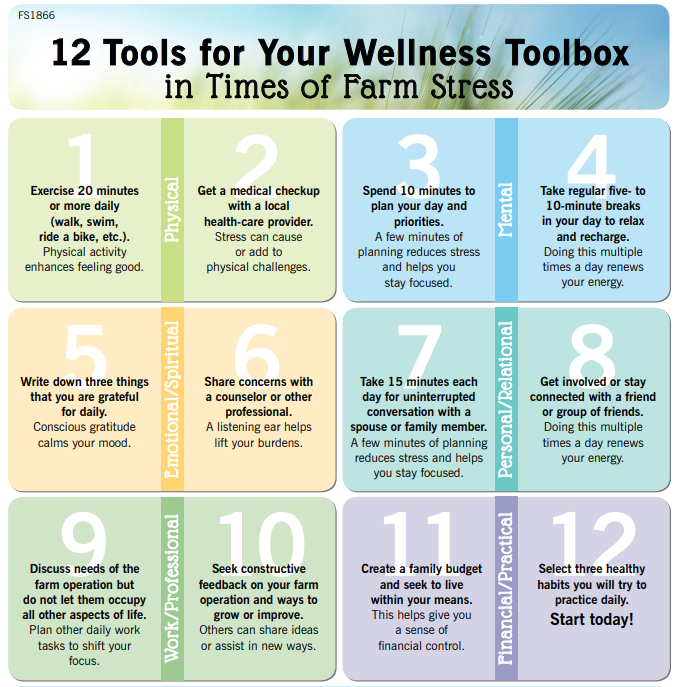 FS1866
12 Tools for Your Wellness Toolbox
in Times of Farm Stress
1
Exercise 20 minutes
or more daily
(walk, swim,
ride a bike, etc.).
Physical activity
enhances feeling good.
Physical
2
Get a medical checkup
with a local
health-care provider.
Stress can cause
or add to
physical challenges.
3
Spend 10 minutes to
plan your day and
priorities.
A few minutes of
planning reduces stress
and helps you
stay focused.
Mental
4
Take regular five- to
10-minute breaks
in your day to relax
and recharge.
Doing this multiple
times a day renews
your energy.
5
Write down three things
that you are grateful
for daily.
Conscious gratitude
calms your mood.
Emotional/Spiritual
6
Share concerns with
a counselor or other
professional.
A listening ear helps
lift your burdens.
7
Take 15 minutes each
day for uninterrupted
conversation with a
spouse or family member.
A few minutes of planning
reduces stress and helps
you stay focused.
Personal/Relational
8
Get involved or stay
connected with a friend
or group of friends.
Doing this multiple
times a day renews
your energy.
9
Discuss needs of the
farm operation but
do not let them occupy
all other aspects of life.
Plan other daily work
tasks to shift your
focus.
Work/Professional
10
Seek constructive
feedback on your farm
operation and ways to
grow or improve.
Others can share ideas
or assist in new ways.
11
Create a family budget
and seek to live
within your means.
This helps give you
a sense of
financial control.
Financial/Practical
12
Select three healthy
habits you will try to
practice daily.
Start today!